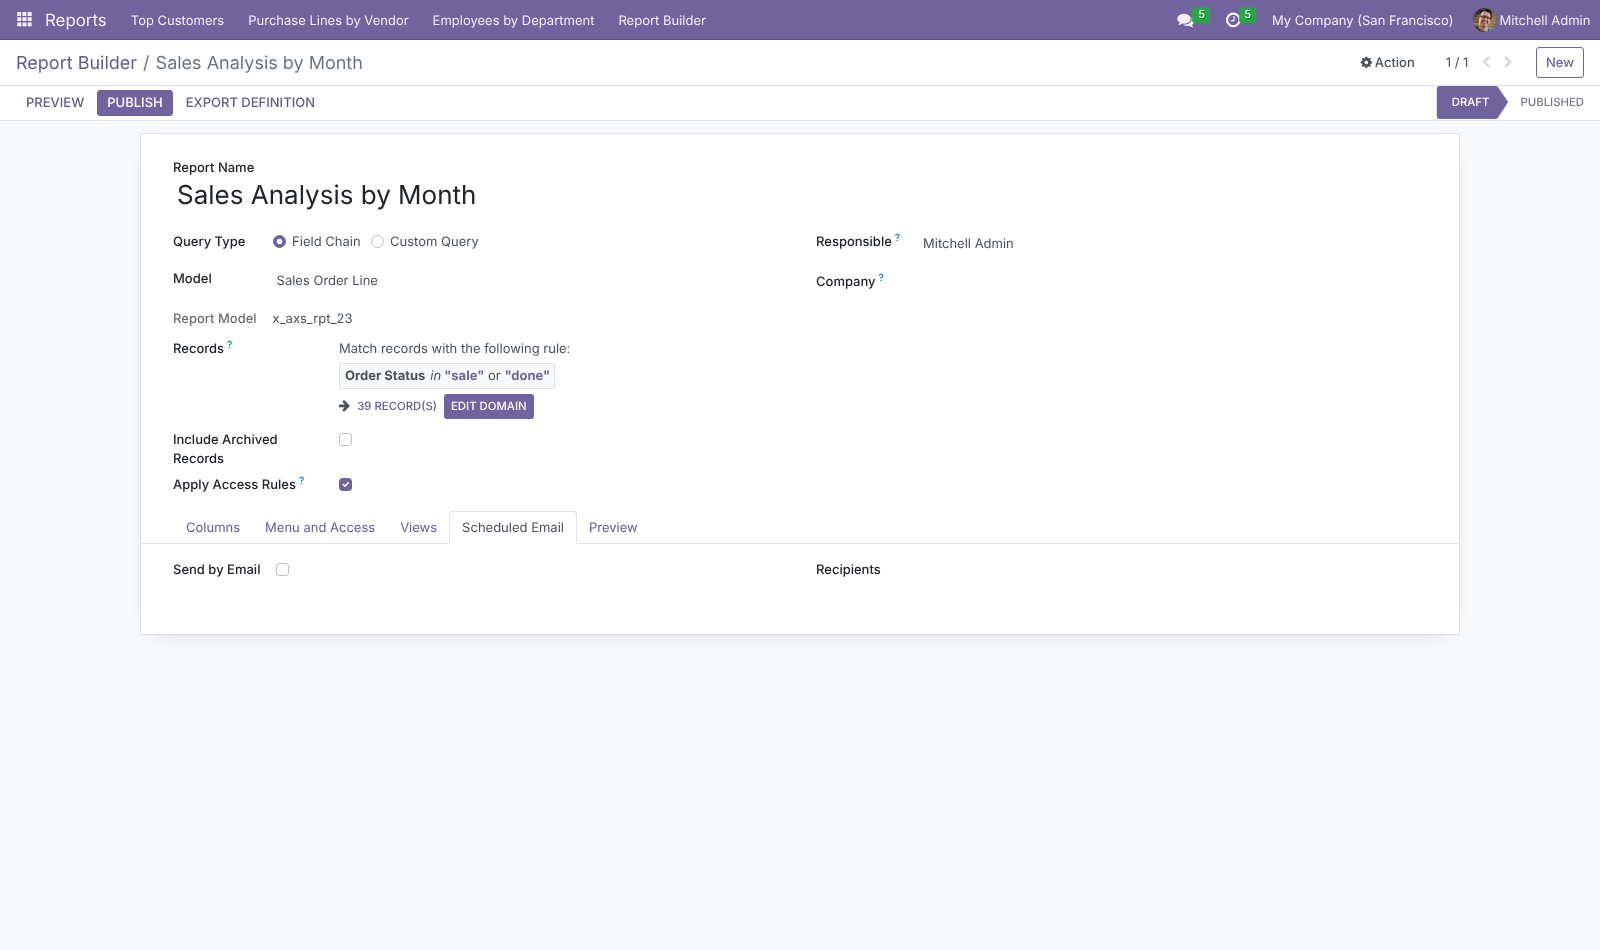 Reports Top Customers Purchase Lines by Vendor Employees by Department Report Builder 5 5 My Company (San Francisco) Mitchell Admin
Report Builder / Sales Analysis by Month Action 1 / 1 New
PREVIEW PUBLISH EXPORT DEFINITION DRAFT PUBLISHED
Report Name
Sales Analysis by Month
Query Type Field Chain Custom Query Responsible ? Mitchell Admin
Model Sales Order Line Company ?
Report Model x_axs_rpt_23
Records ? Match records with the following rule:
Order Status in "sale" or "done"
39 RECORD(S) EDIT DOMAIN
Include Archived
Records
Apply Access Rules ?
Columns Menu and Access Views Scheduled Email Preview
Send by Email Recipients